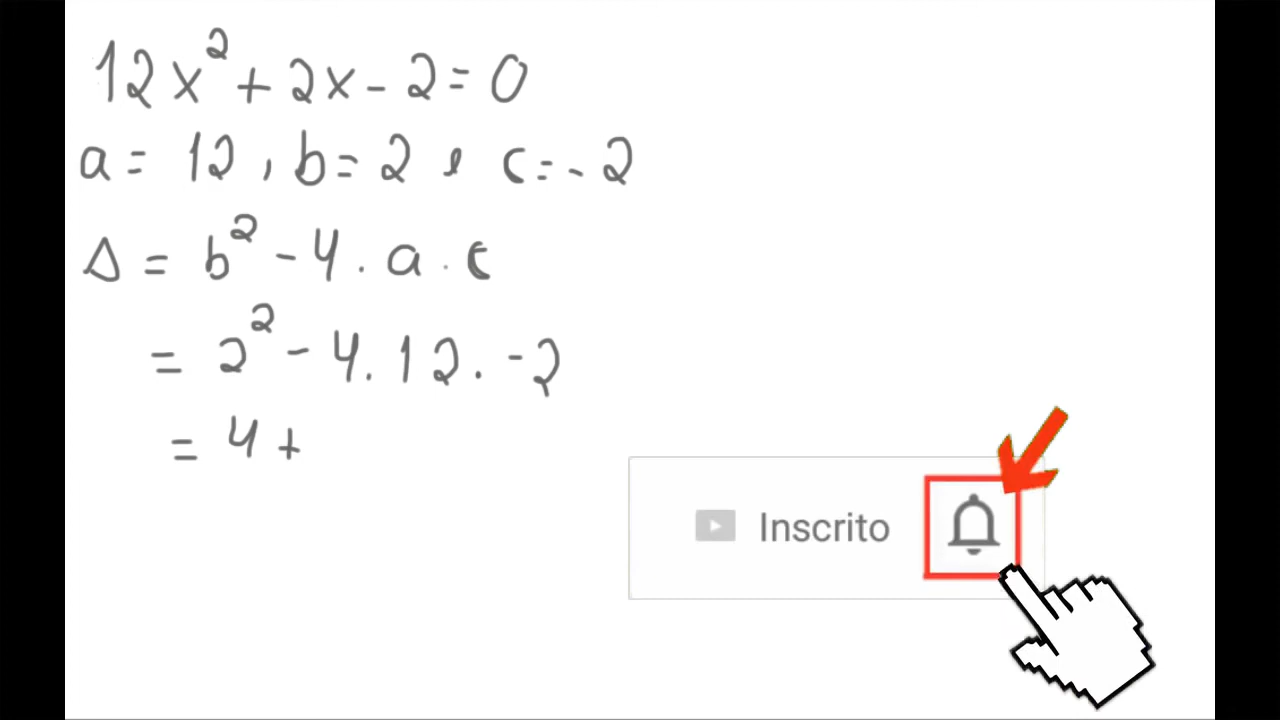 12x² + 2x - 2 = 0
a = 12 , b = 2 e c = - 2
Δ = b² - 4 . a . c
= 2² - 4 . 12 . -2
= 4 +
Inscrito